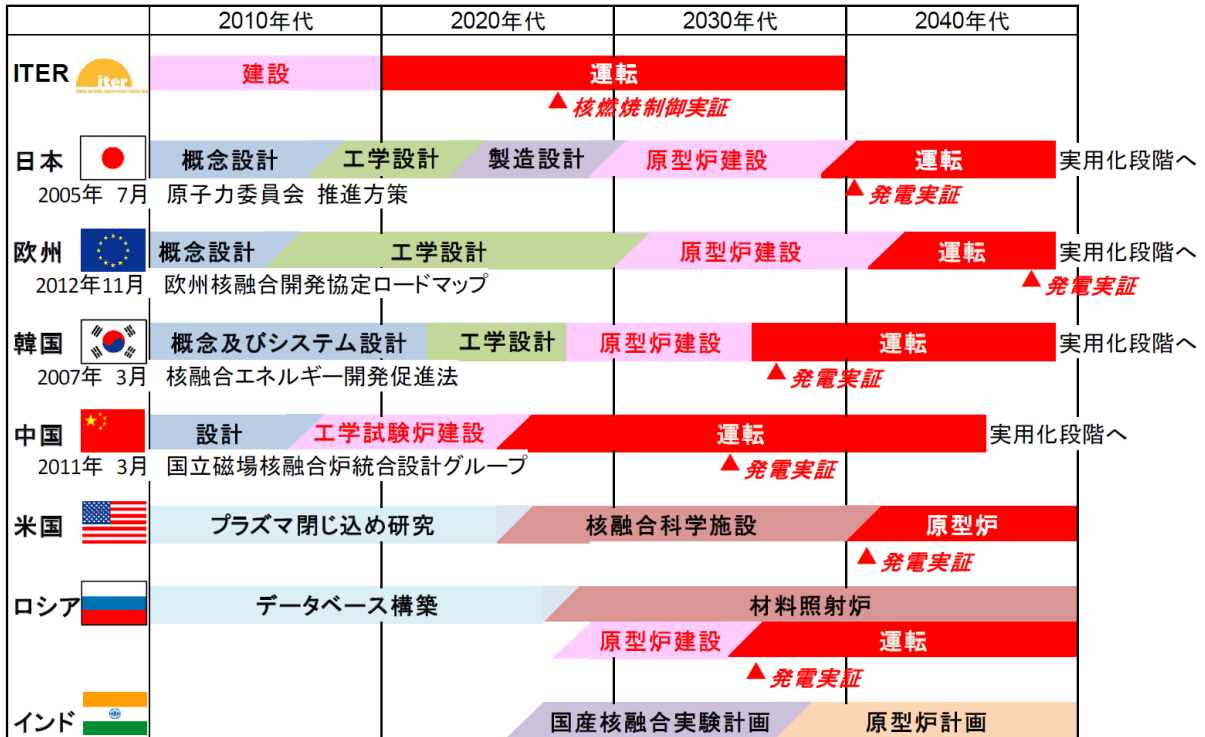 2010年代 2020年代 2030年代 2040年代
ITER iter 建設 運転
▲核燃焼制御実証
日本 概念設計 工学設計 製造設計 原型炉建設 運転 実用化段階へ
2005年 7月 原子力委員会 推進方策 ▲発電実証
欧州 概念設計 工学設計 原型炉建設 運転 実用化段階へ
2012年11月 欧州核融合開発協定ロードマップ ▲発電実証
韓国 概念及びシステム設計 工学設計 原型炉建設 運転 実用化段階へ
2007年 3月 核融合エネルギー開発促進法 ▲発電実証
中国 設計 工学試験炉建設 運転 実用化段階へ
2011年 3月 国立磁場核融合炉統合設計グループ ▲発電実証
米国 プラズマ閉じ込め研究 核融合科学施設 原型炉
▲発電実証
ロシア データベース構築 材料照射炉
原型炉建設 運転
▲発電実証
インド 国産核融合実験計画 原型炉計画